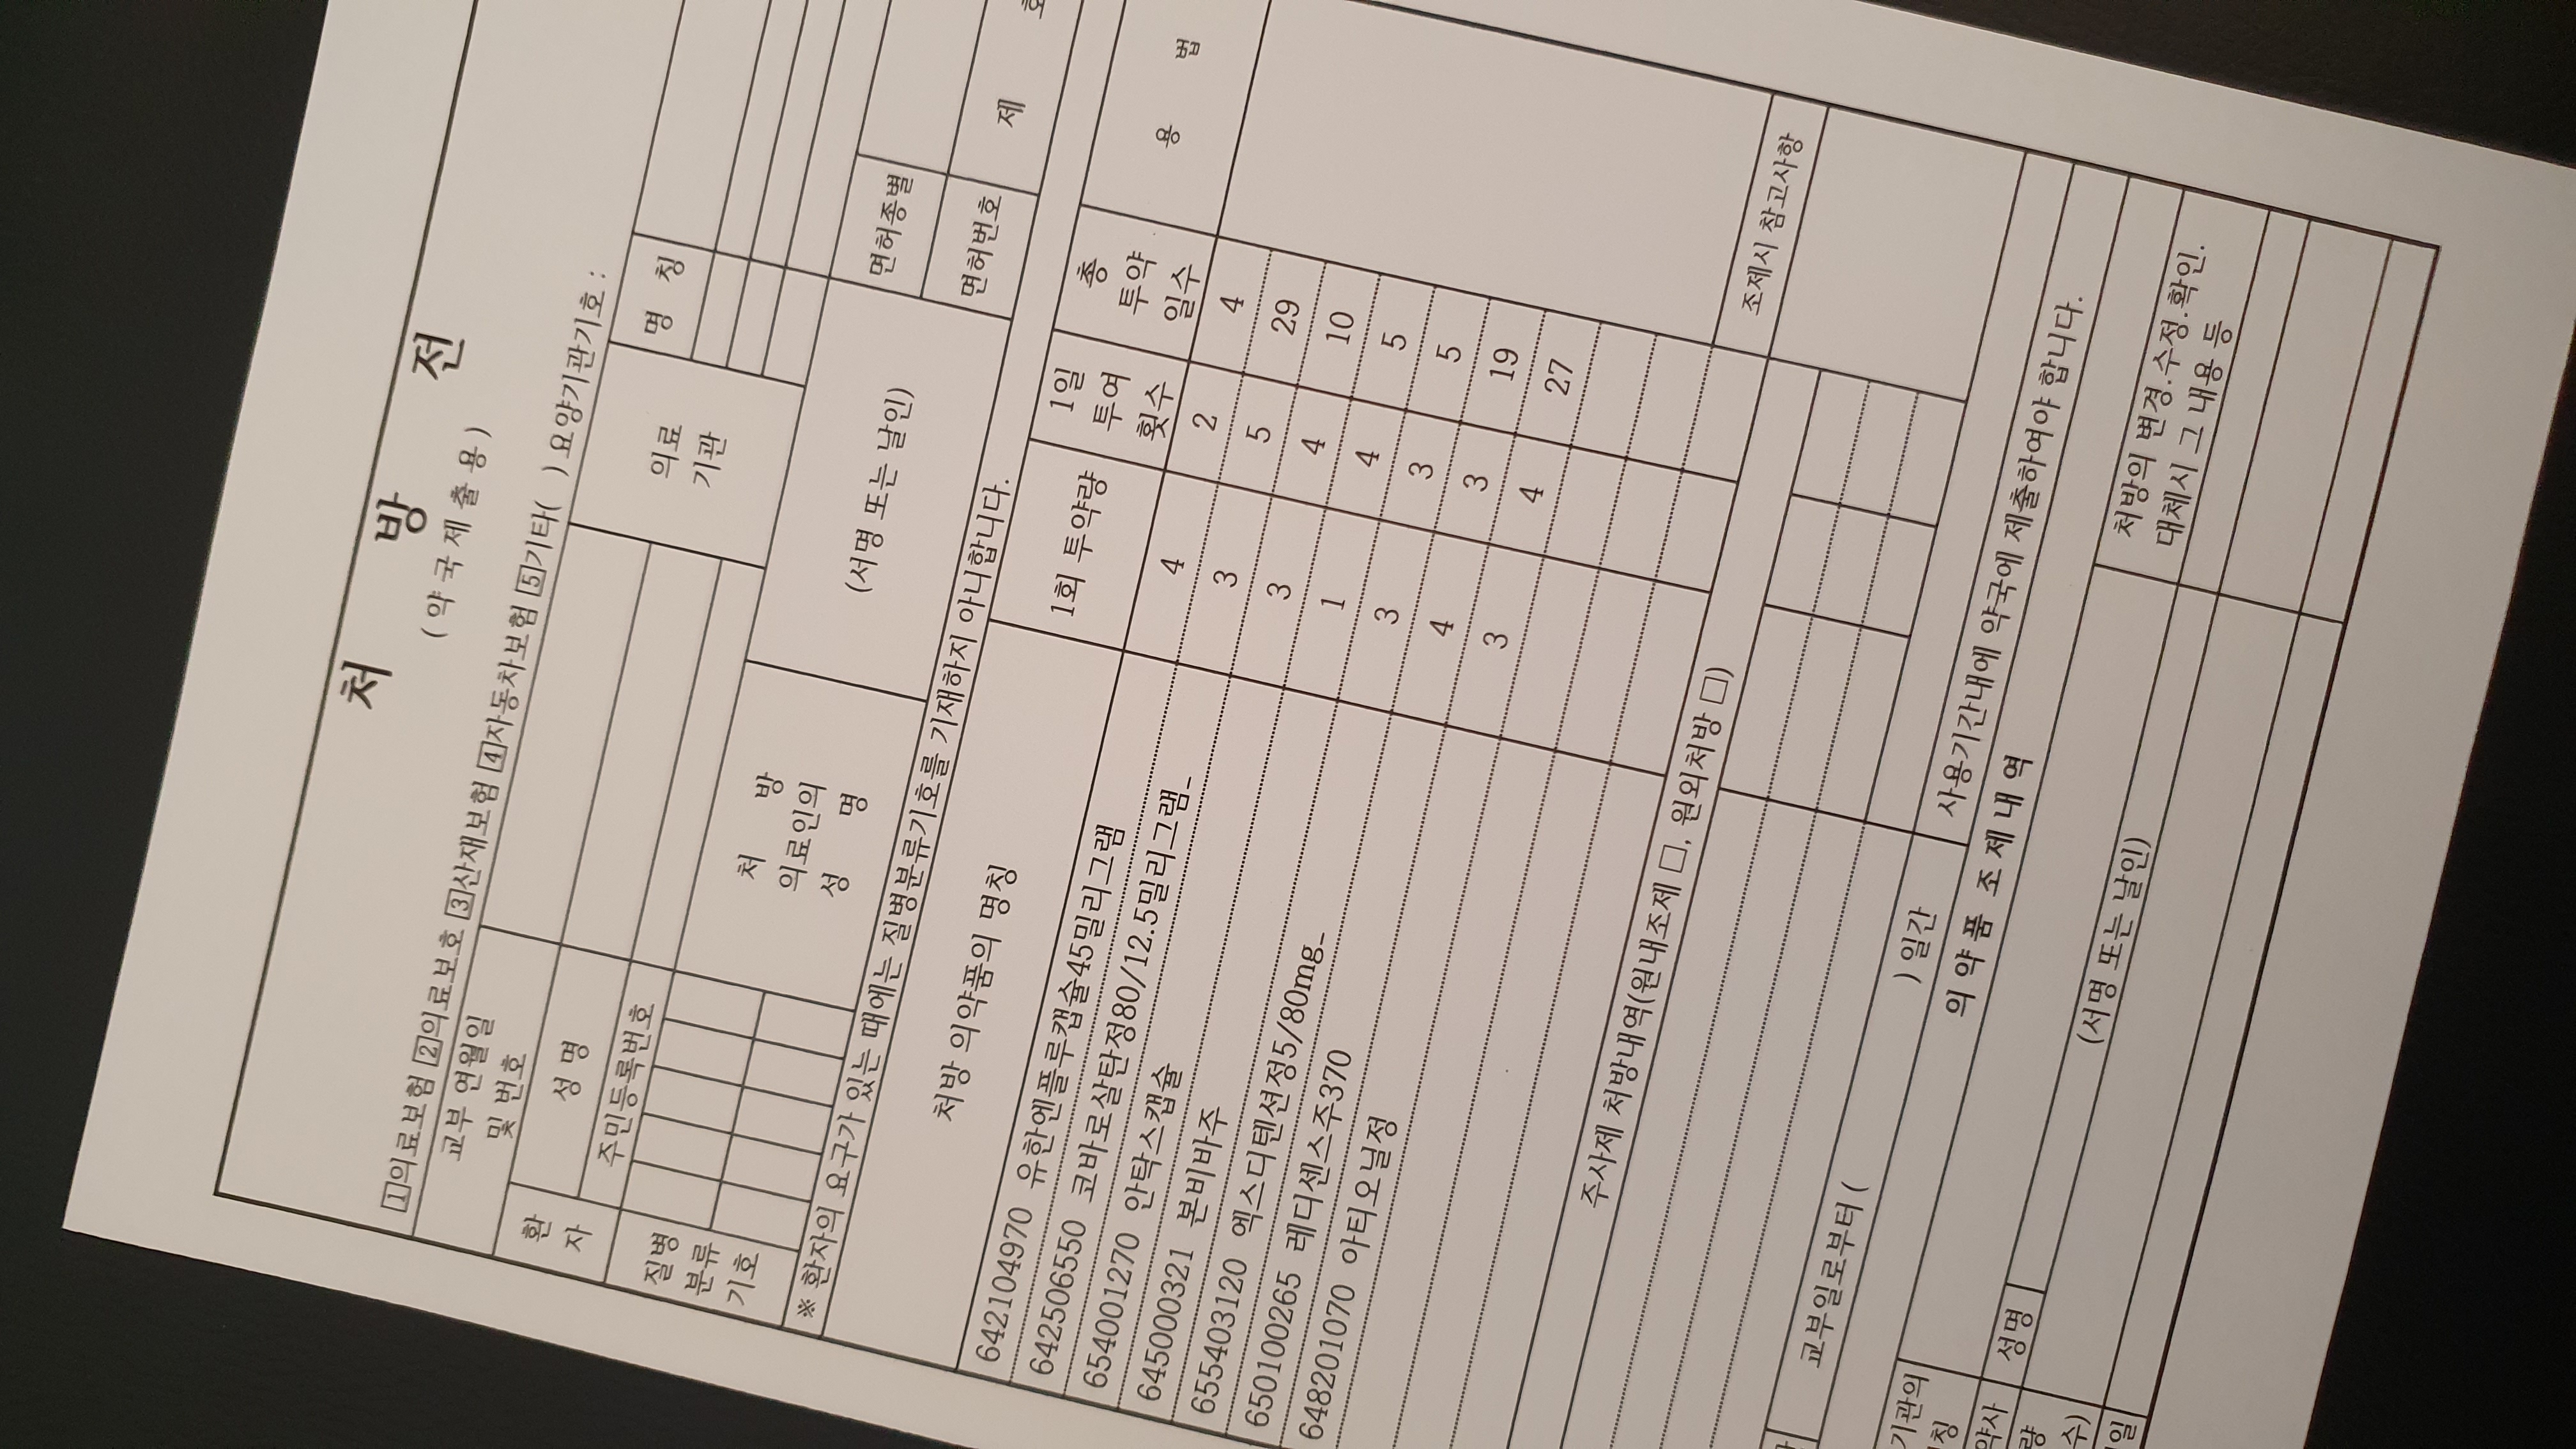 처 방 전
(약국제출용)
1 의료보험 2 의료보호 3 산재보험 4 자동차보험 5 기타( ) 요양기관기호 :
교부 연월일
및 번호
환
자
성 명
주민등록번호
의료
기관
명 칭
질병
분류
기호
처 방
의료인의
성 명
(서명 또는 날인)
면허종별
면허번호
제
※ 환자의 요구가 있는 때에는 질병분류기호를 기재하지 아니합니다.
처방 의약품의 명칭
1회 투약량
1일
투여
횟수
총
투약
일수
용 법
642104970 유한엔플루캡슐45밀리그램 4 2 4
642506550 코바로살탄정80/12.5밀리그램_ 3 5 29
654001270 안탁스캡슐 3 4 10
645000321 본비바주 1 4 5
655403120 엑스디텐션정5/80mg_ 3 3 5
650100265 레디센스주370 4 3 19
648201070 아티오닐정 3 4 27
주사제 처방내역(원내조제 □, 원외처방 □)
조제시 참고사항
교부일로부터 ( ) 일간
사용기간내에 약국에 제출하여야 합니다.
의약품 조제내역
기관의
칭
약사
성명
(서명 또는 날인)
량
수)
일
처방의 변경.수정.확인.
대체시 그 내용 등